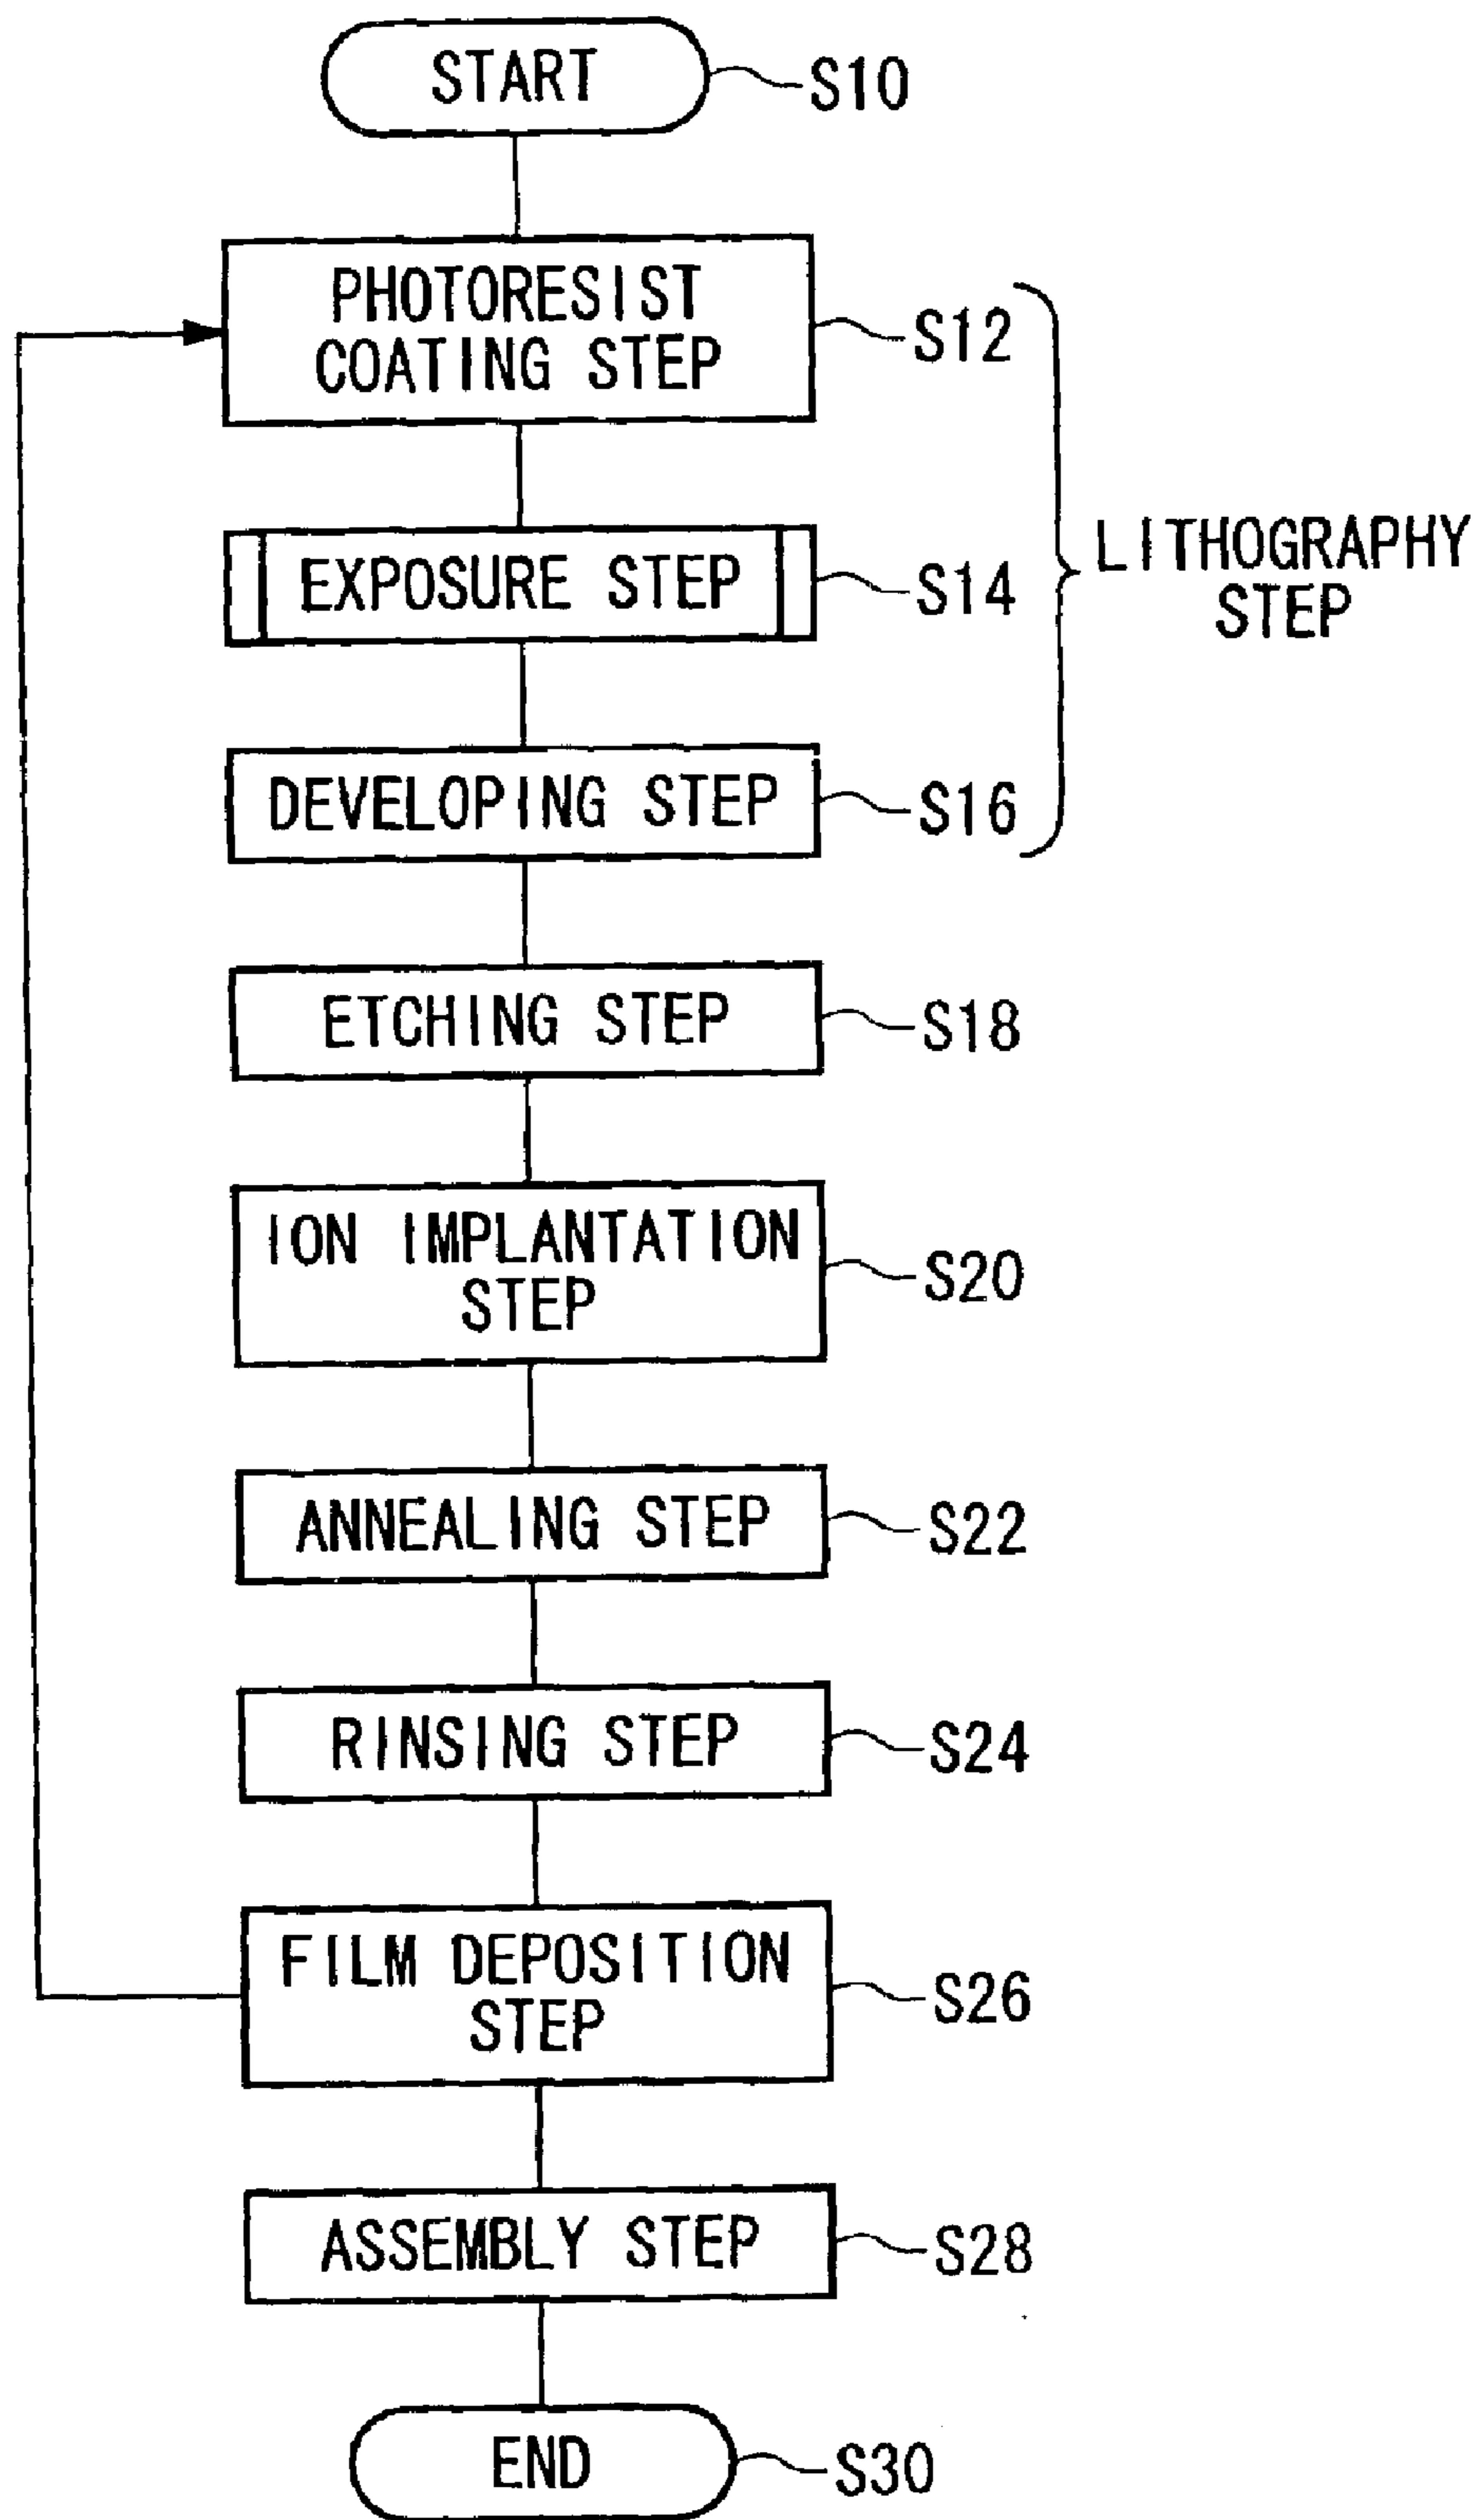 START
S10
PHOTORESIST
COATING STEP
S12
EXPOSURE STEP
S14
LITHOGRAPHY
STEP
DEVELOPING STEP
S16
ETCHING STEP
S18
ION IMPLANTATION
STEP
S20
ANNEALING STEP
S22
RINSING STEP
S24
FILM DEPOSITION
STEP
S26
ASSEMBLY STEP
S28
END
S30